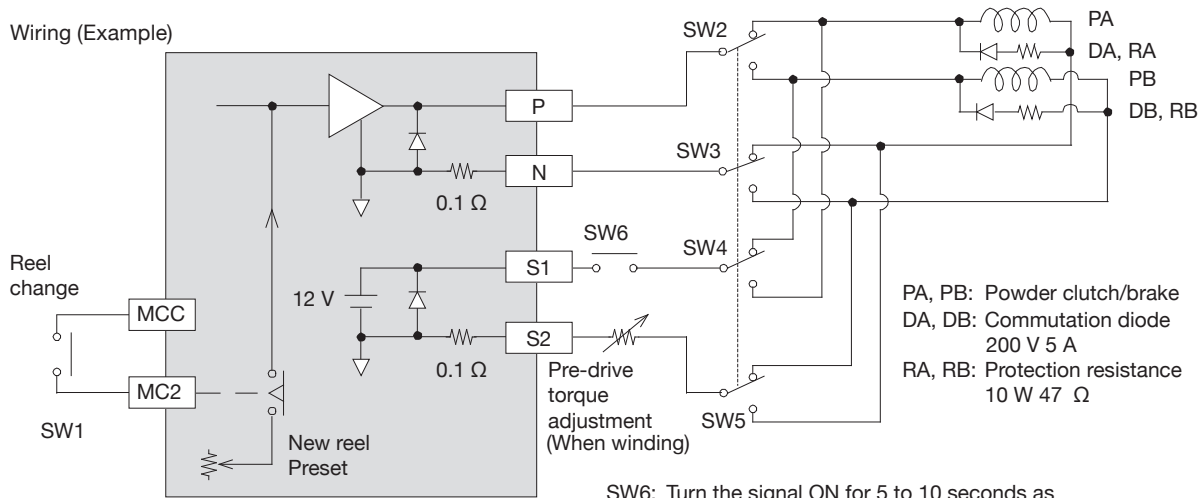 Wiring (Example)
SW2
PA
DA, RA
PB
DB, RB
P
SW3
N
0.1 Ω
SW6
SW4
S1
Reel
change
12 V
MCC
S2
PA, PB: Powder clutch/brake
DA, DB: Commutation diode
200 V 5 A
RA, RB: Protection resistance
10 W 47 Ω
0.1 Ω
MC2
Pre-drive
torque
adjustment
(When winding)
SW5
SW1
New reel
Preset
SW6: Turn the signal ON for 5 to 10 seconds as